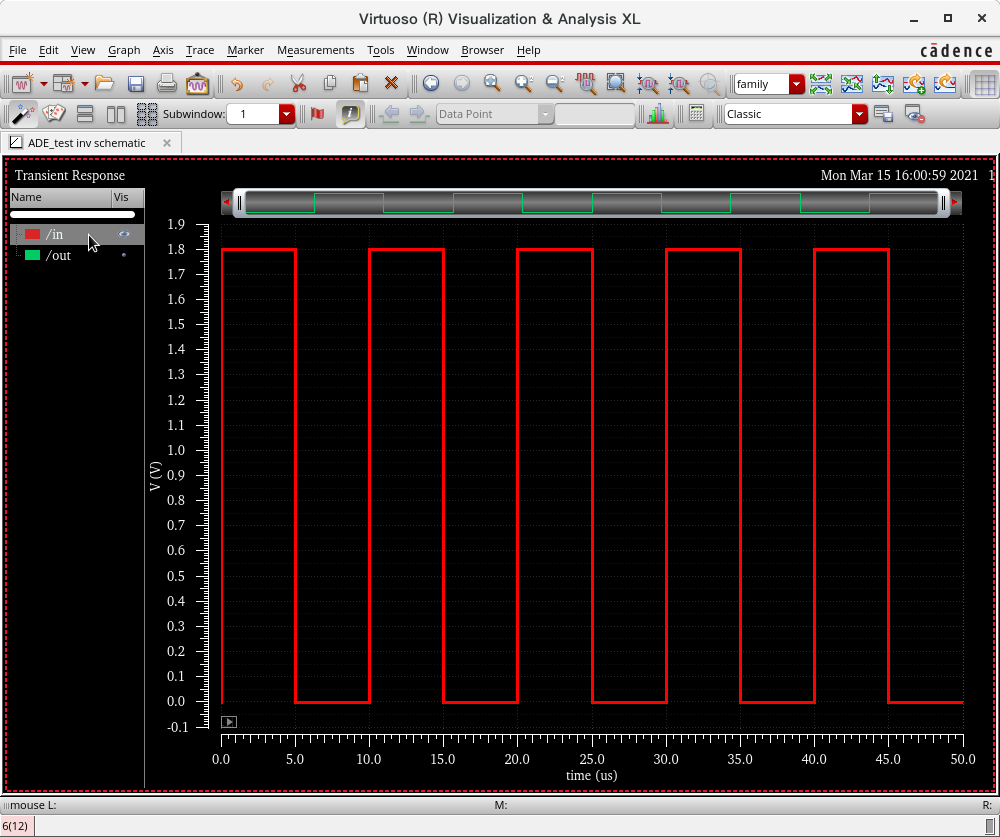 Virtuoso (R) Visualization & Analysis XL
File Edit View Graph Axis Trace Marker Measurements Tools Window Browser Help
cādence
family
Subwindow: 1
Data Point
Classic
ADE_test inv schematic
Transient Response
Mon Mar 15 16:00:59 2021 1
Name Vis
/in
/out
1.9
1.8
1.7
1.6
1.5
1.4
1.3
1.2
1.1
1.0
0.9
0.8
0.7
0.6
0.5
0.4
0.3
0.2
0.1
0.0
-0.1
V (V)
0.0 5.0 10.0 15.0 20.0 25.0 30.0 35.0 40.0 45.0 50.0
time (us)
mouse L: M: R:
6(12)